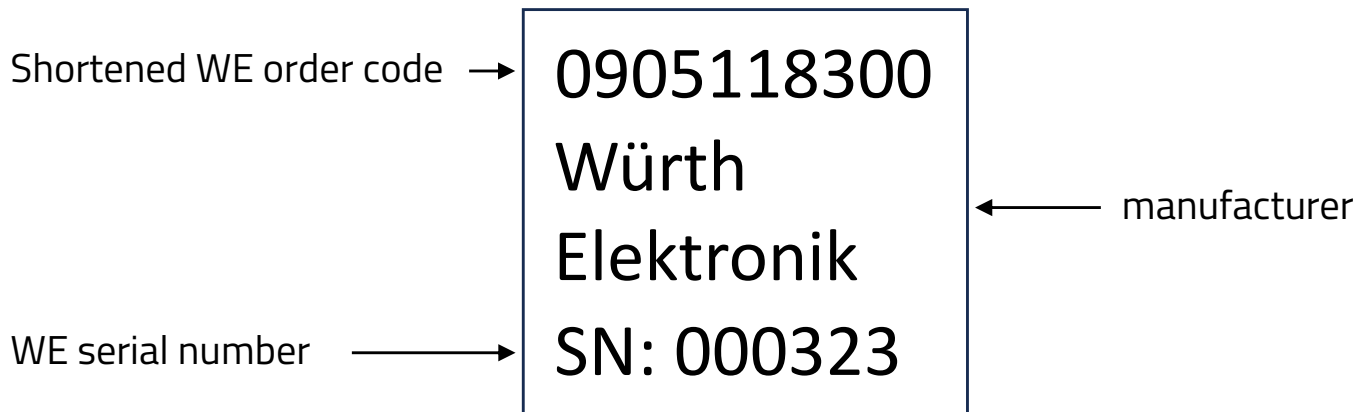 Shortened WE order code
0905118300
Würth
Elektronik
manufacturer
WE serial number
SN: 000323